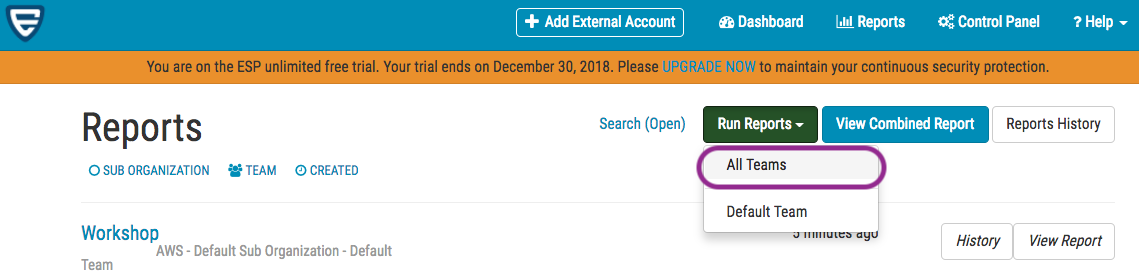 + Add External Account Dashboard Reports Control Panel ? Help
You are on the ESP unlimited free trial. Your trial ends on December 30, 2018. Please UPGRADE NOW to maintain your continuous security protection.
Reports
Search (Open) Run Reports View Combined Report Reports History
All Teams
SUB ORGANIZATION TEAM CREATED
Default Team
Workshop AWS - Default Sub Organization - Default
Team
5 minutes ago
History View Report